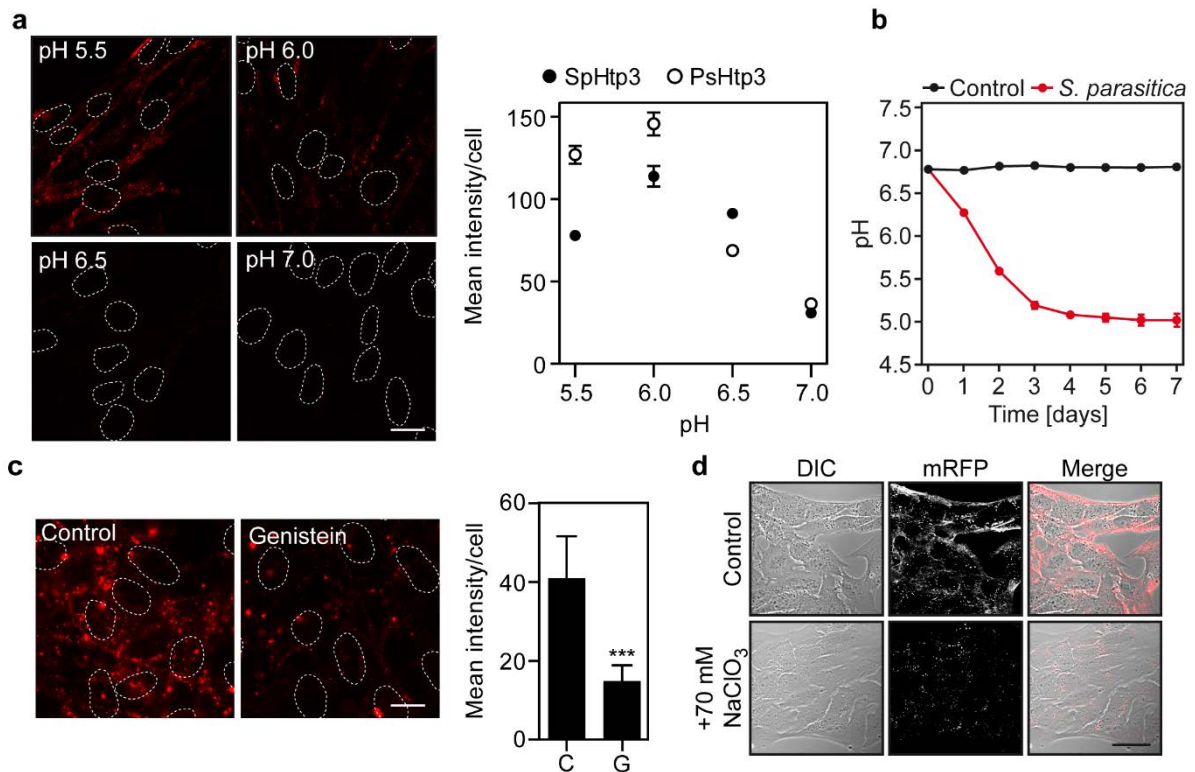 a
pH 5.5
pH 6.0
pH 6.5
pH 7.0
SpHtp3 PsHtp3
Mean intensity/cell
150
100
50
0
5.5 6.0 6.5 7.0
pH
b
Control S. parasitica
pH
7.5
7.0
6.5
6.0
5.5
5.0
4.5
0 1 2 3 4 5 6 7
Time [days]
c
Control
Genistein
Mean intensity/cell
60
40
20
0
***
C G
d
DIC mRFP Merge
Control
+70 mM
NaClO3